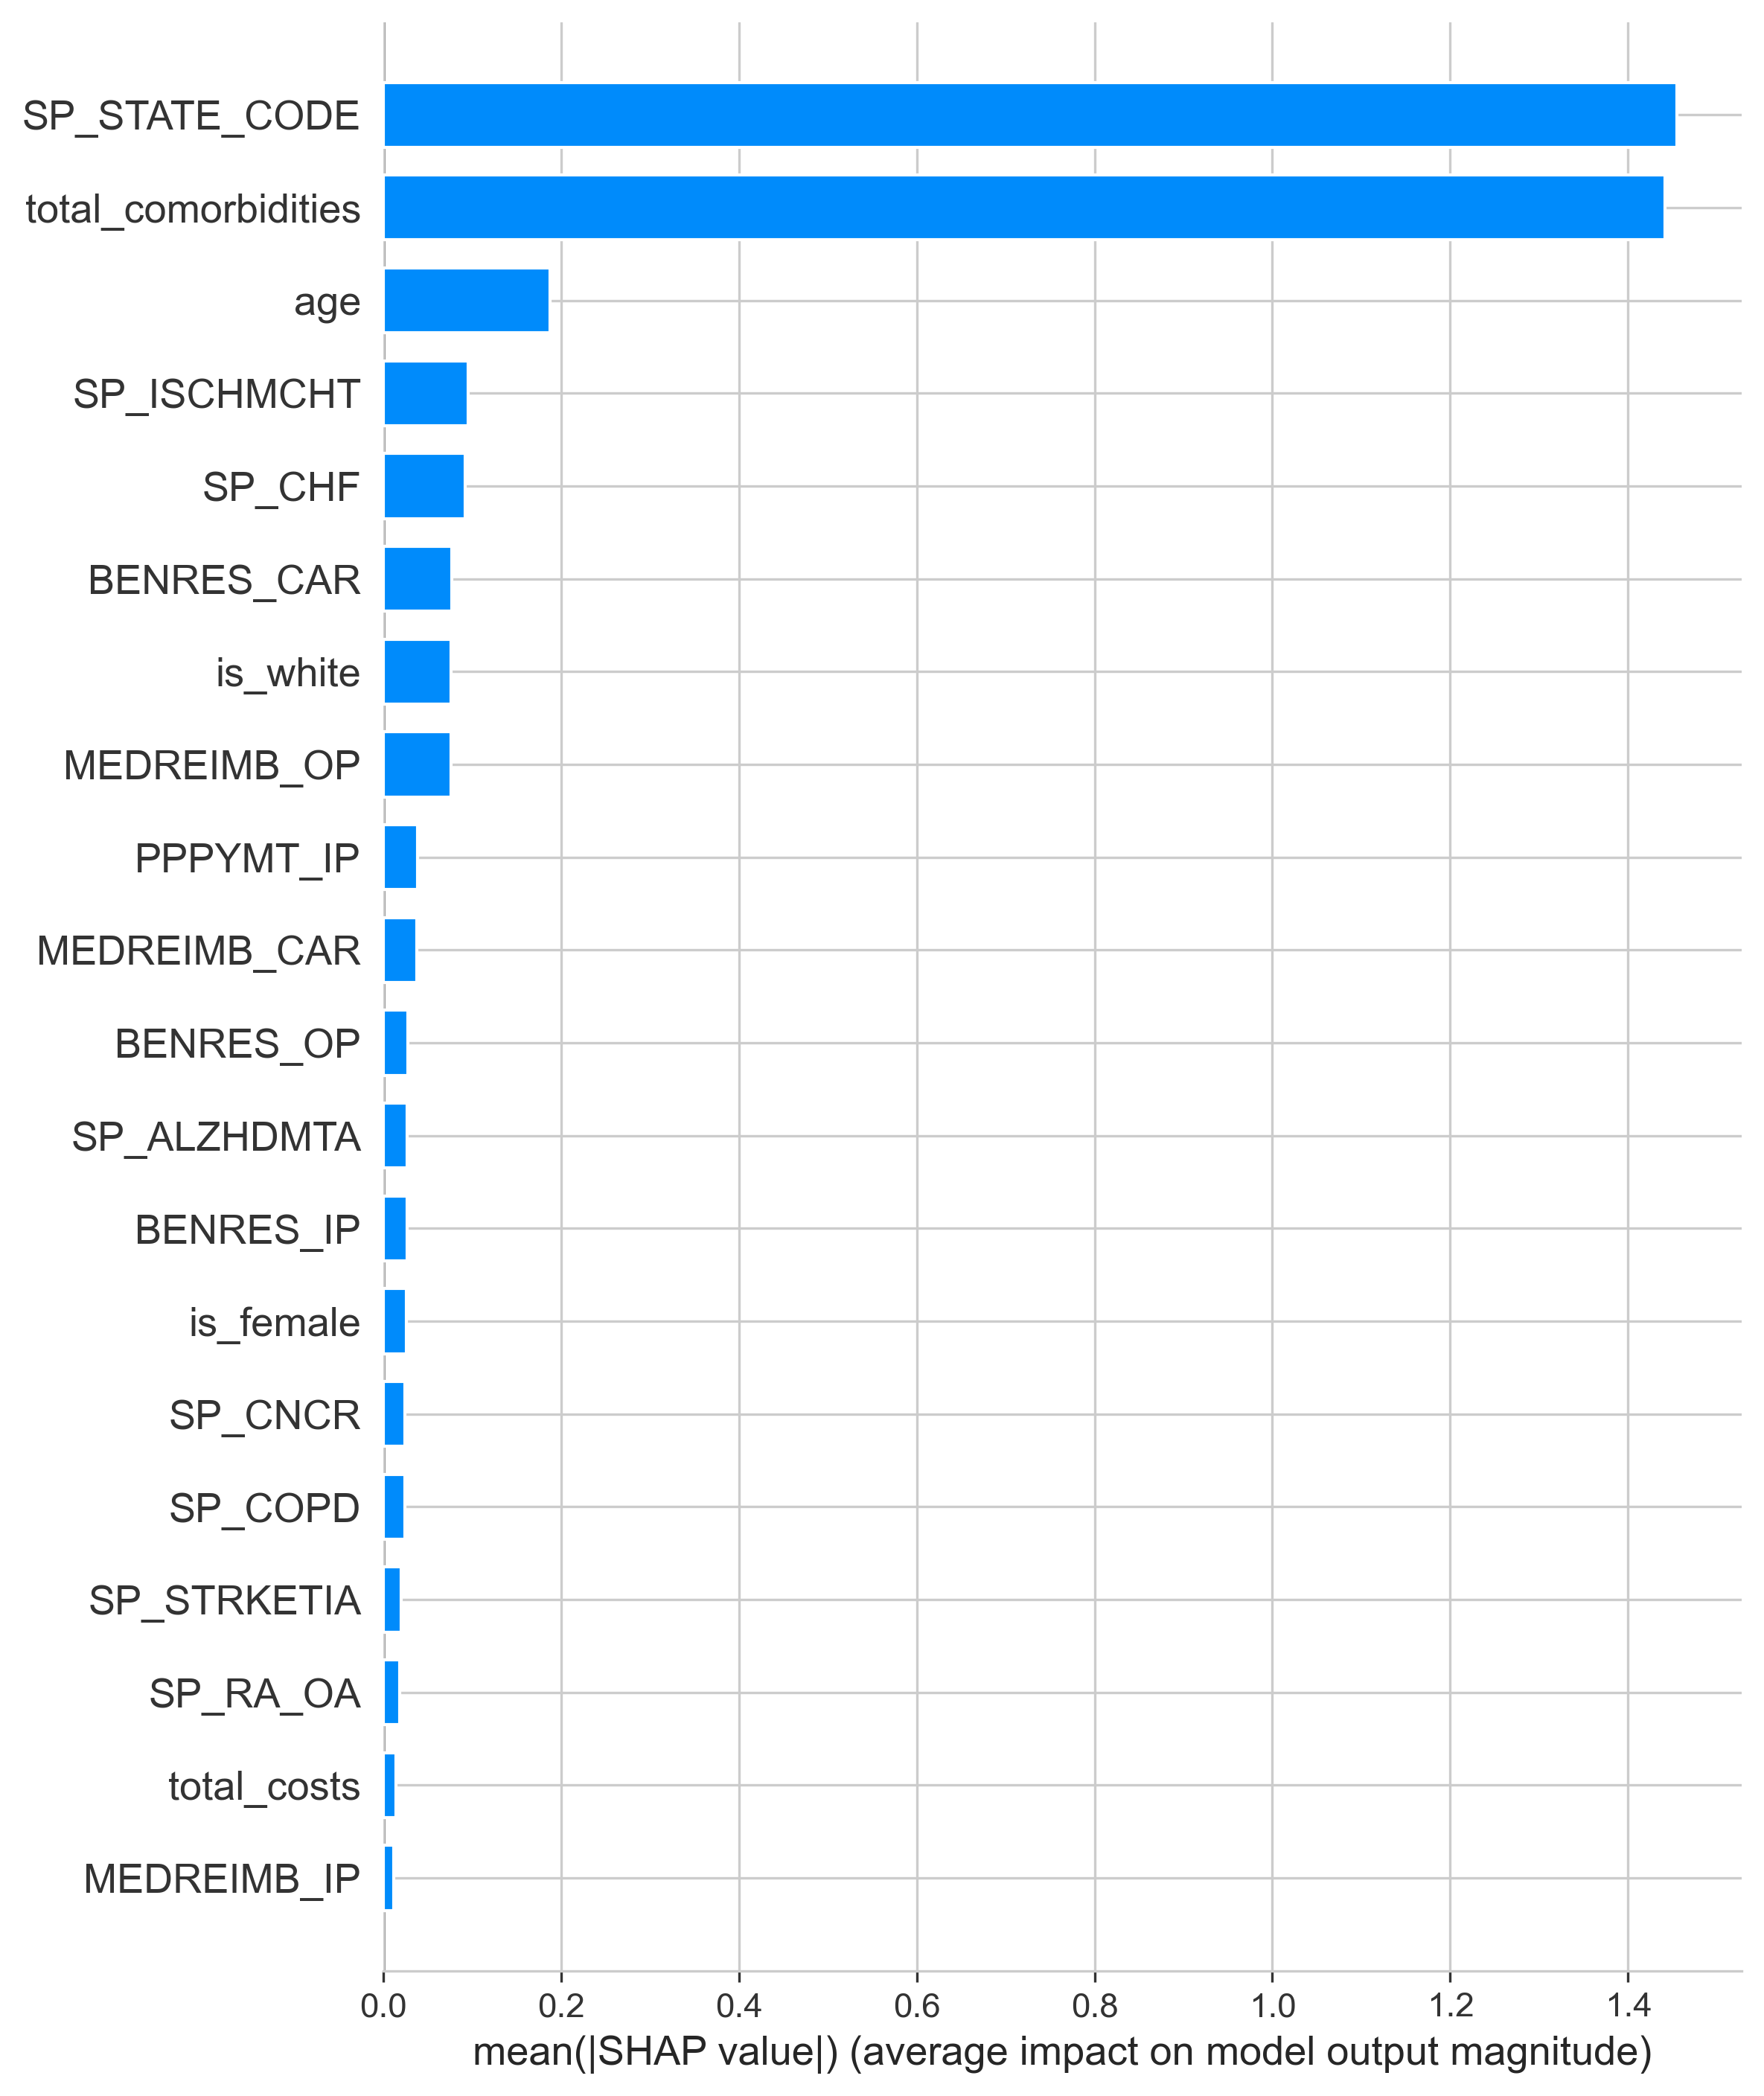 SP_STATE_CODE
total_comorbidities
age
SP_ISCHMCHT
SP_CHF
BENRES_CAR
is_white
MEDREIMB_OP
PPPYMT_IP
MEDREIMB_CAR
BENRES_OP
SP_ALZHDMTA
BENRES_IP
is_female
SP_CNCR
SP_COPD
SP_STRKETIA
SP_RA_OA
total_costs
MEDREIMB_IP
0.0 0.2 0.4 0.6 0.8 1.0 1.2 1.4
mean(|SHAP value|) (average impact on model output magnitude)